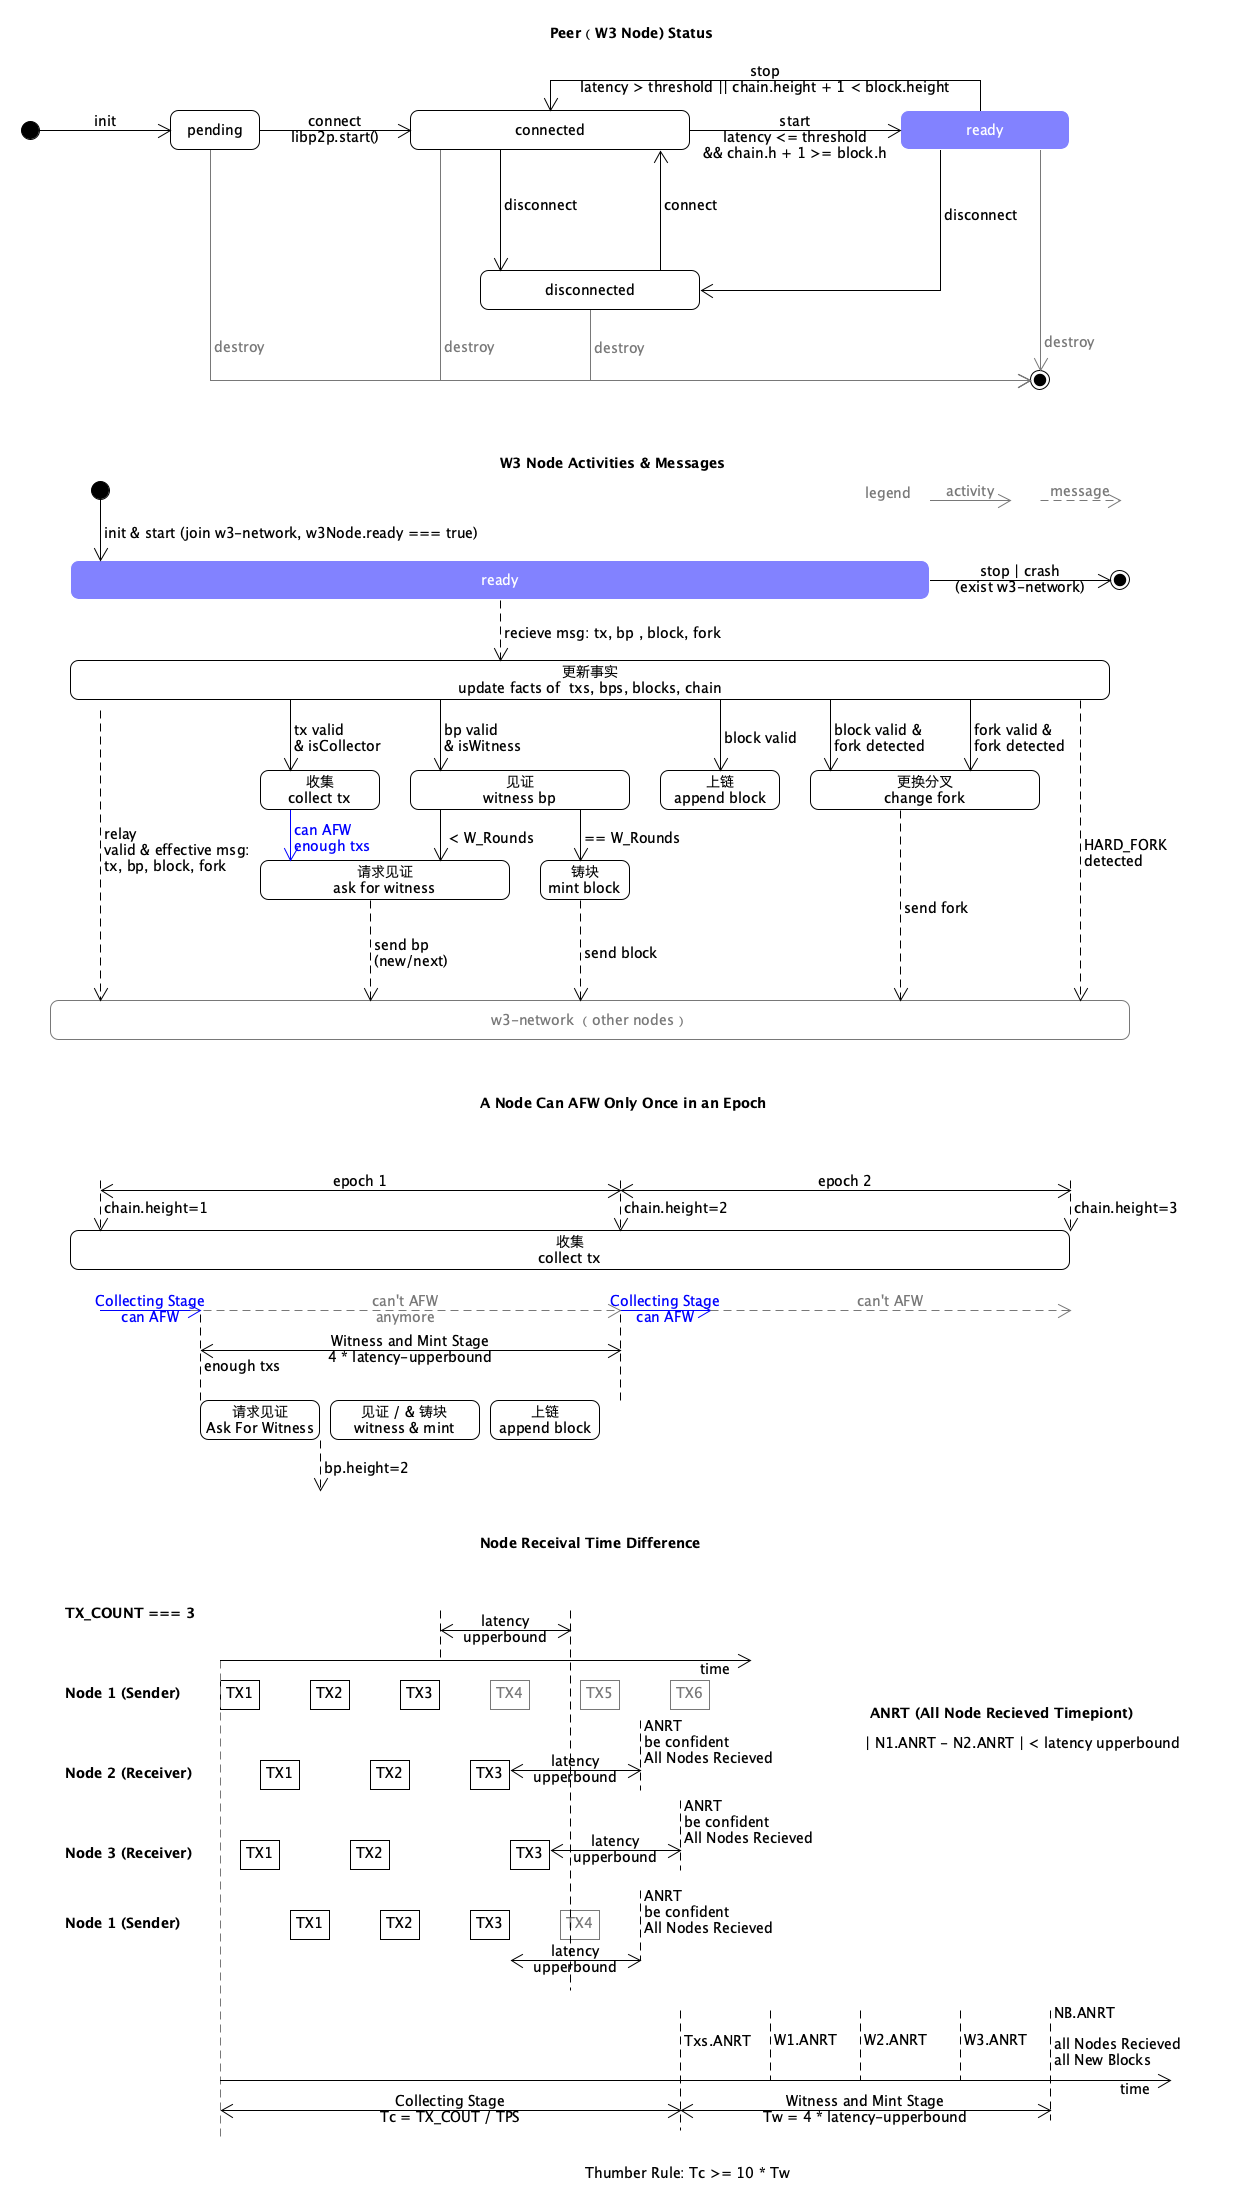 Peer ( W3 Node) Status
stop
latency > threshold || chain.height + 1 < block.height
init
pending
connect
libp2p.start()
connected
start
latency <= threshold
&& chain.h + 1 >= block.h
ready
disconnect
connect
disconnect
disconnected
destroy
destroy
destroy
destroy
W3 Node Activities & Messages
legend
activity
message
init & start (join w3-network, w3Node.ready === true)
ready
stop | crash
(exist w3-network)
recieve msg: tx, bp , block, fork
更新事实
update facts of  txs, bps, blocks, chain
tx valid
& isCollector
bp valid
& isWitness
block valid
block valid &
fork detected
fork valid &
fork detected
收集
collect tx
见证
witness bp
上链
append block
更换分叉
change fork
relay
valid & effective msg:
tx, bp, block, fork
can AFW
enough txs
< W_Rounds
== W_Rounds
HARD_FORK
detected
请求见证
ask for witness
铸块
mint block
send bp
(new/next)
send block
send fork
w3-network ( other nodes )
A Node Can AFW Only Once in an Epoch
epoch 1
epoch 2
chain.height=1
chain.height=2
chain.height=3
收集
collect tx
Collecting Stage
can AFW
can't AFW
anymore
Collecting Stage
can AFW
can't AFW
Witness and Mint Stage
4 * latency-upperbound
enough txs
请求见证
Ask For Witness
见证 / & 铸块
witness & mint
上链
append block
bp.height=2
Node Receival Time Difference
TX_COUNT === 3
latency
upperbound
time
Node 1 (Sender)
TX1
TX2
TX3
TX4
TX5
TX6
ANRT (All Node Recieved Timepiont)
| N1.ANRT - N2.ANRT | < latency upperbound
ANRT
be confident
All Nodes Recieved
Node 2 (Receiver)
TX1
TX2
TX3
latency
upperbound
ANRT
be confident
All Nodes Recieved
Node 3 (Receiver)
TX1
TX2
TX3
latency
upperbound
ANRT
be confident
All Nodes Recieved
Node 1 (Sender)
TX1
TX2
TX3
TX4
latency
upperbound
Txs.ANRT
W1.ANRT
W2.ANRT
W3.ANRT
NB.ANRT
all Nodes Recieved
all New Blocks
time
Collecting Stage
Tc = TX_COUT / TPS
Witness and Mint Stage
Tw = 4 * latency-upperbound
Thumber Rule: Tc >= 10 * Tw